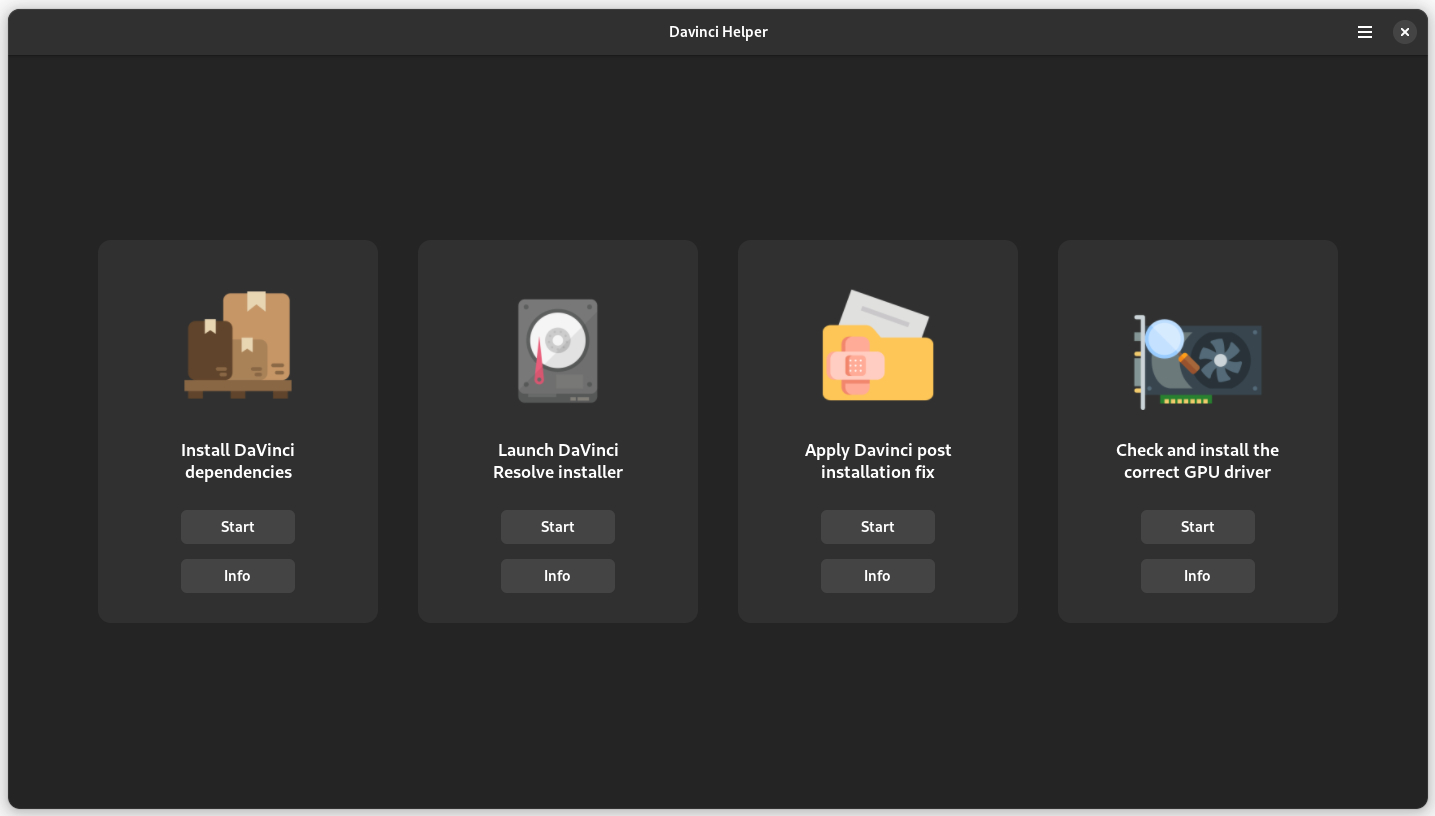 Davinci Helper
Install DaVinci
dependencies
Start
Info
Launch DaVinci
Resolve installer
Start
Info
Apply Davinci post
installation fix
Start
Info
Check and install the
correct GPU driver
Start
Info